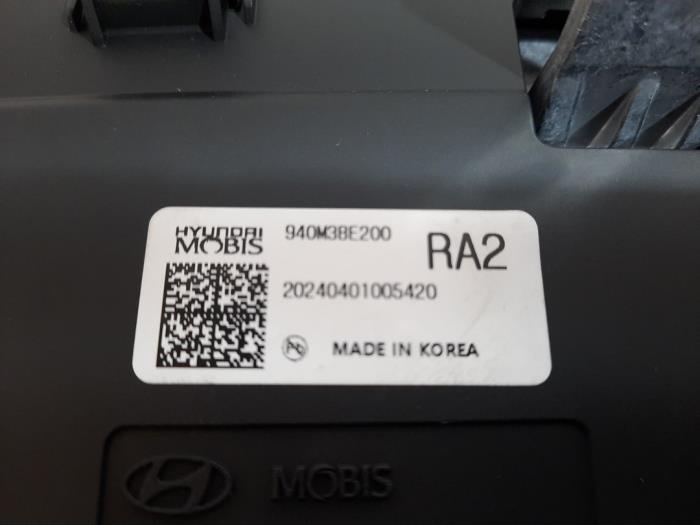 HYUNDAI
MOBIS
940M38E200
RA2
20240401005420
MADE IN KOREA
MOBIS